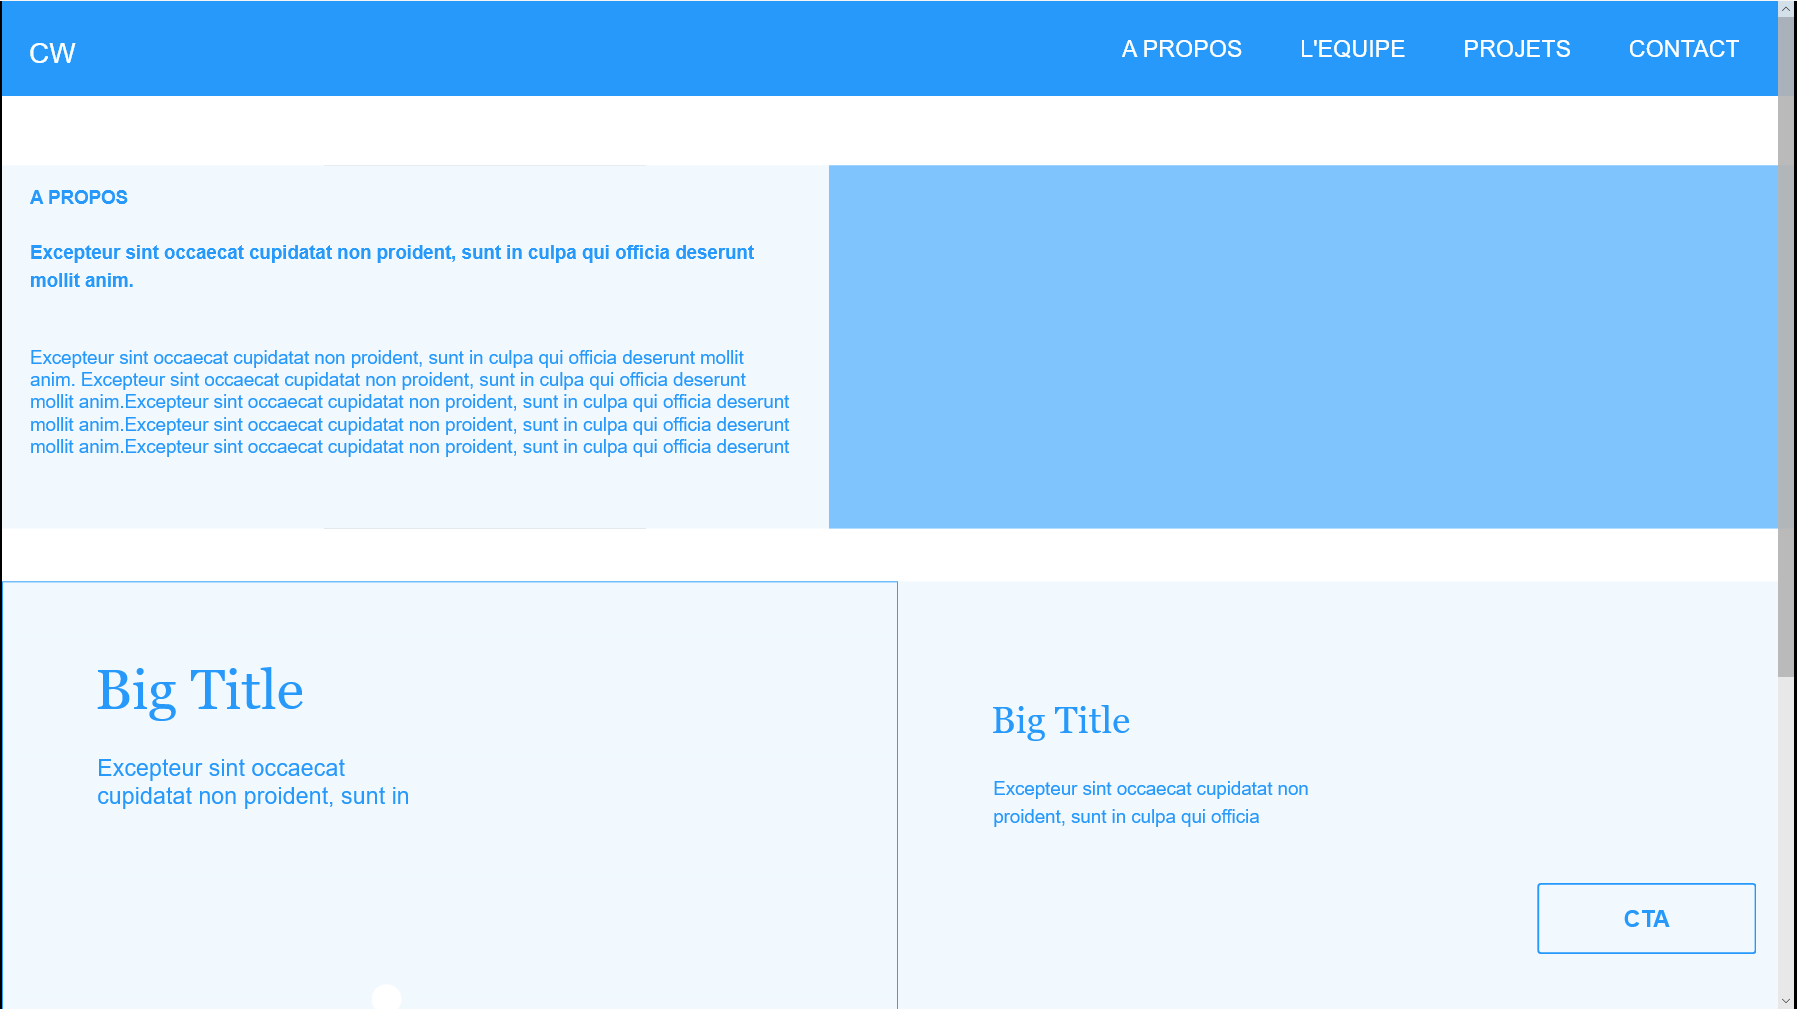 CW
A PROPOS
L'EQUIPE
PROJETS
CONTACT
A PROPOS
Excepteur sint occaecat cupidatat non proident, sunt in culpa qui officia deserunt
mollit anim.
Excepteur sint occaecat cupidatat non proident, sunt in culpa qui officia deserunt mollit
anim. Excepteur sint occaecat cupidatat non proident, sunt in culpa qui officia deserunt
mollit anim.Excepteur sint occaecat cupidatat non proident, sunt in culpa qui officia deserunt
mollit anim.Excepteur sint occaecat cupidatat non proident, sunt in culpa qui officia deserunt
mollit anim.Excepteur sint occaecat cupidatat non proident, sunt in culpa qui officia deserunt
Big Title
Excepteur sint occaecat
cupidatat non proident, sunt in
Big Title
Excepteur sint occaecat cupidatat non
proident, sunt in culpa qui officia
CTA